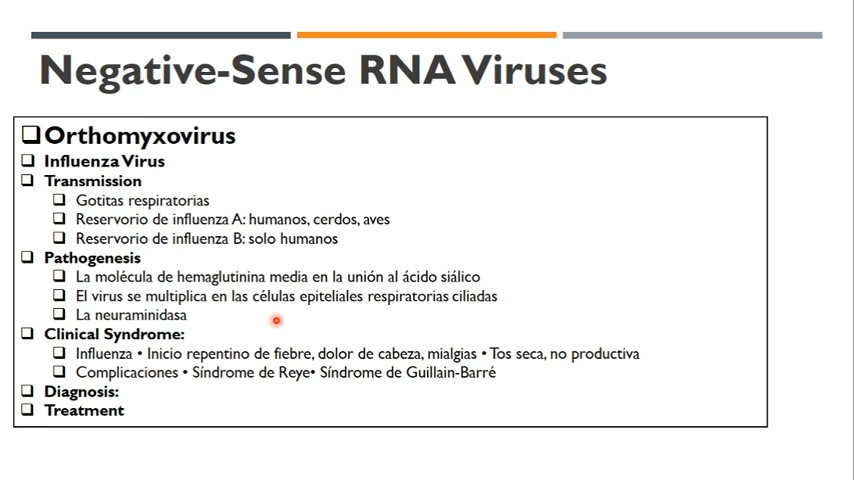 Negative-Sense RNA Viruses
Orthomyxovirus
Influenza Virus
Transmission
Gotitas respiratorias
Reservorio de influenza A: humanos, cerdos, aves
Reservorio de influenza B: solo humanos
Pathogenesis
La molécula de hemaglutinina media en la unión al ácido siálico
El virus se multiplica en las células epiteliales respiratorias ciliadas
La neuraminidasa
Clinical Syndrome:
Influenza • Inicio repentino de fiebre, dolor de cabeza, mialgias • Tos seca, no productiva
Complicaciones • Síndrome de Reye• Síndrome de Guillain-Barré
Diagnosis:
Treatment